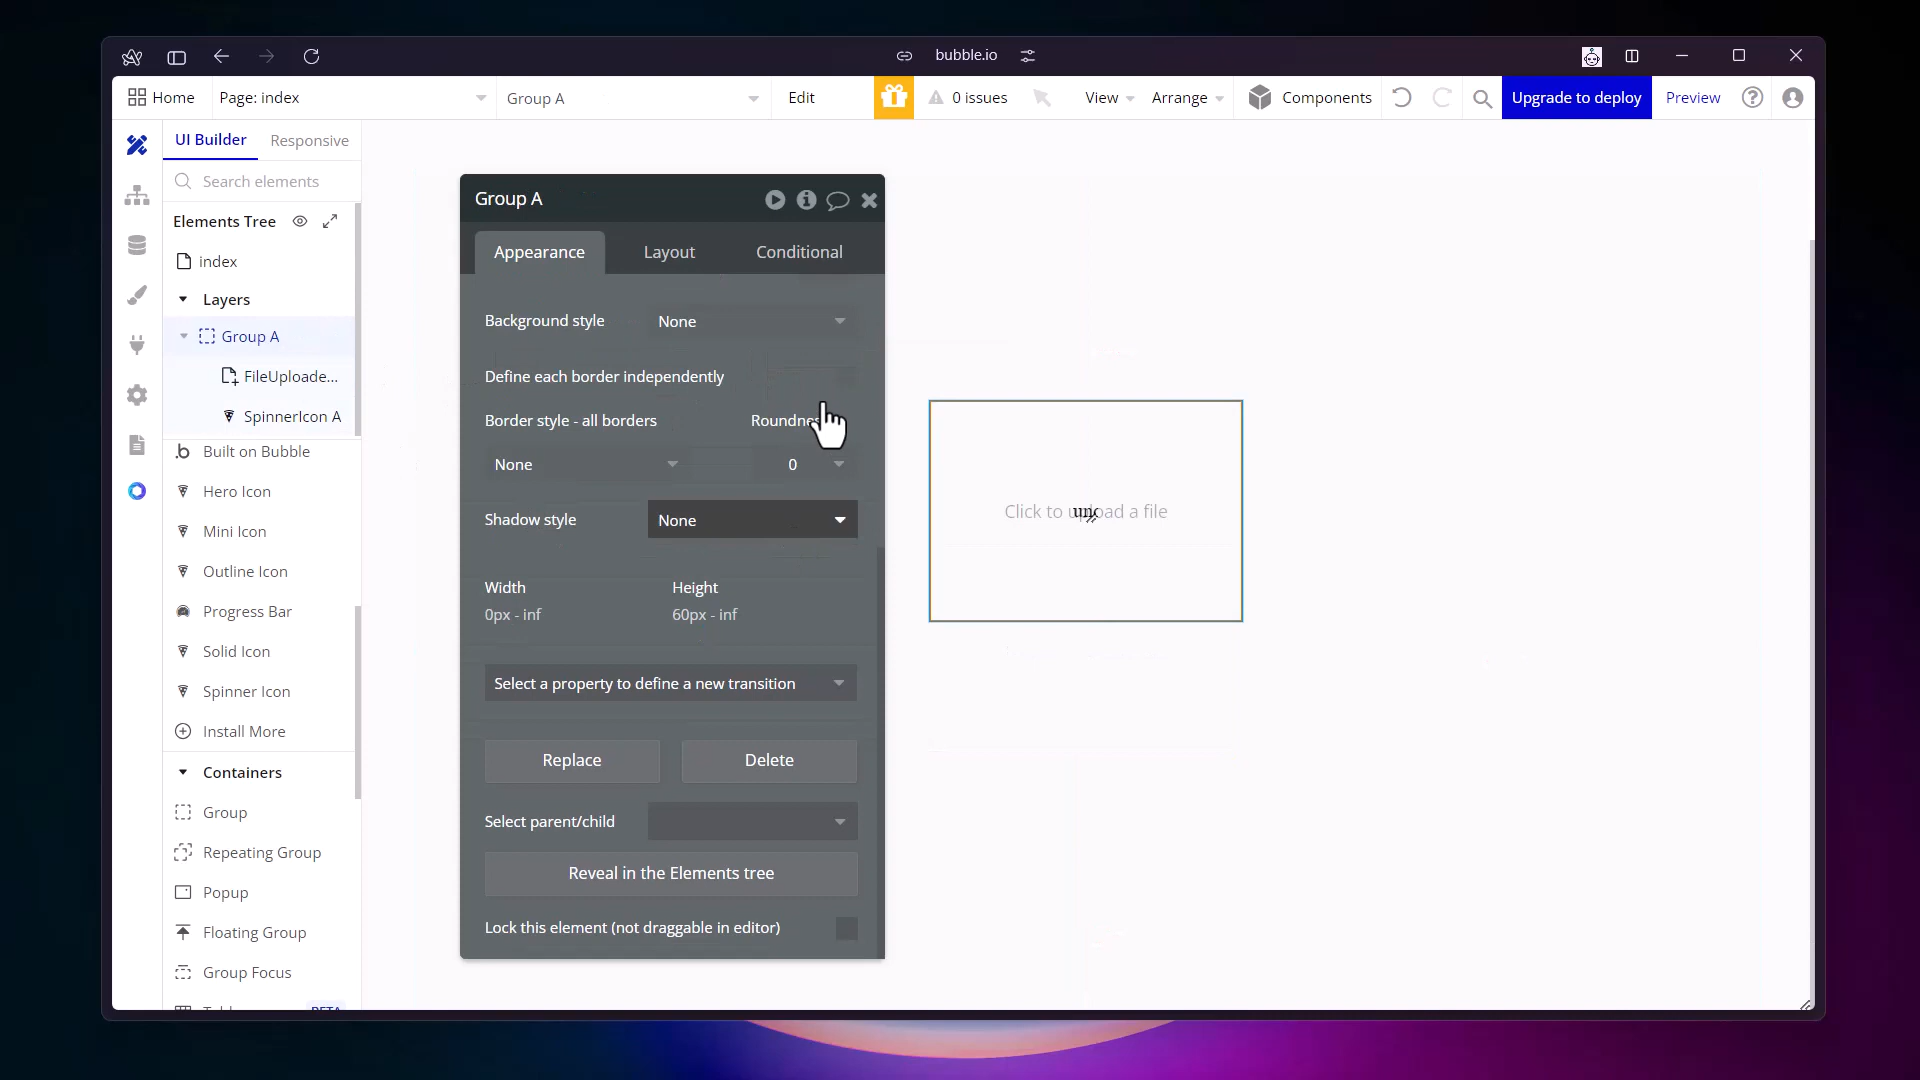 bubble.io
Home
Page: index
Group A
Edit
0 issues
View
Arrange
Components
Upgrade to deploy
Preview
UI Builder
Responsive
Search elements
Elements Tree
index
Layers
Group A
FileUploade...
SpinnerIcon A
Built on Bubble
Hero Icon
Mini Icon
Outline Icon
Progress Bar
Solid Icon
Spinner Icon
Install More
Containers
Group
Repeating Group
Popup
Floating Group
Group Focus
BETA
Group A
Appearance
Layout
Conditional
Background style
None
Define each border independently
Border style - all borders
None
0
Shadow style
None
Width
Height
0px - inf
60px - inf
Select a property to define a new transition
Replace
Delete
Select parent/child
Reveal in the Elements tree
Lock this element (not draggable in editor)
Click to upload a file